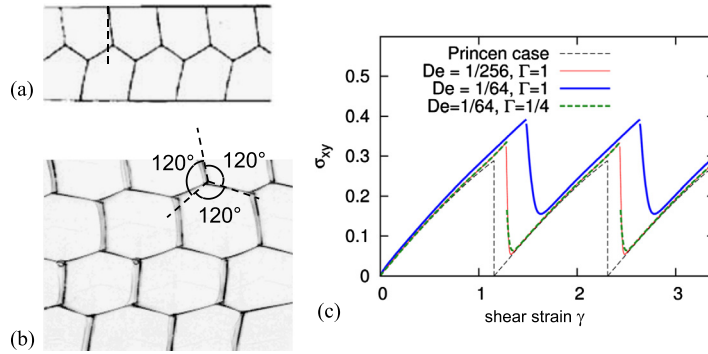 (a)
120° 120°
120°
(b)
Princen case
De = 1/256, Γ=1
De = 1/64, Γ=1
De=1/64, Γ=1/4
0.5
0.4
0.3
0.2
0.1
0
σxy
0 1 2 3
shear strain γ
(c)